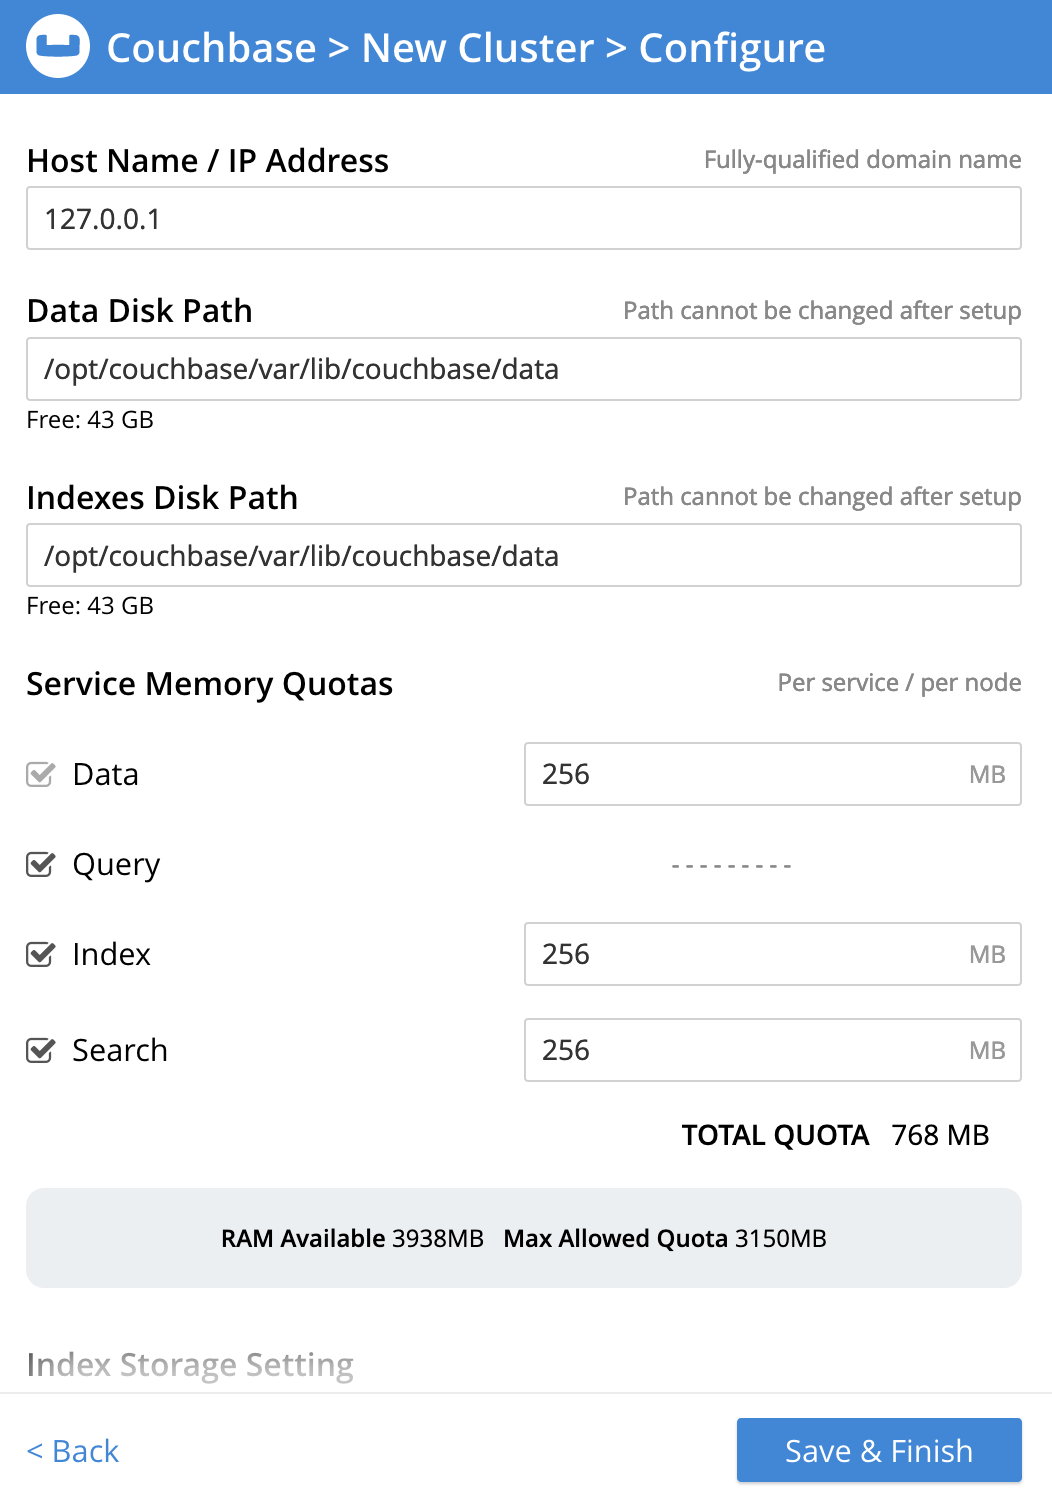 Couchbase > New Cluster > Configure
Host Name / IP Address Fully-qualified domain name
127.0.0.1
Data Disk Path Path cannot be changed after setup
/opt/couchbase/var/lib/couchbase/data
Free: 43 GB
Indexes Disk Path Path cannot be changed after setup
/opt/couchbase/var/lib/couchbase/data
Free: 43 GB
Service Memory Quotas Per service / per node
Data 256 MB
Query ---------
Index 256 MB
Search 256 MB
TOTAL QUOTA 768 MB
RAM Available 3938MB Max Allowed Quota 3150MB
Index Storage Setting
< Back Save & Finish